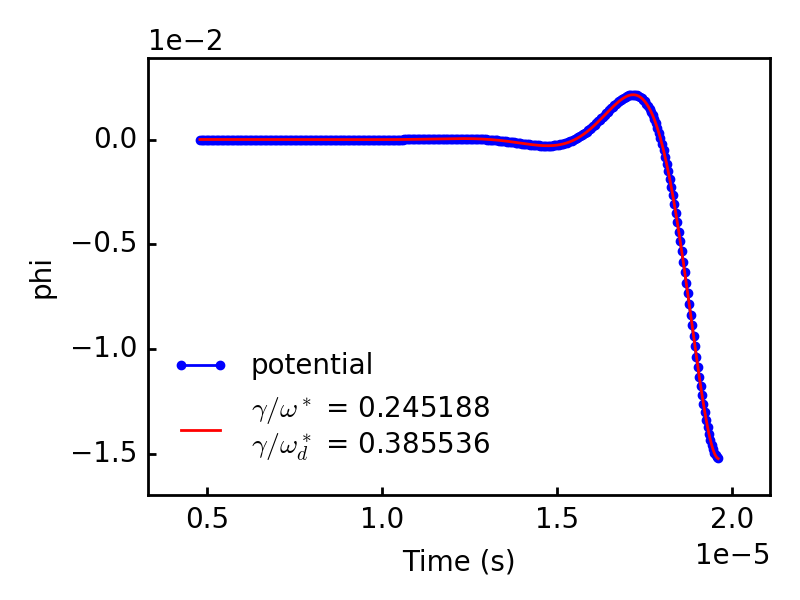 1e−2
0.0
−0.5
−1.0
−1.5
phi
potential
γ/ω* = 0.245188
γ/ω*_d = 0.385536
0.5 1.0 1.5 2.0
1e−5
Time (s)